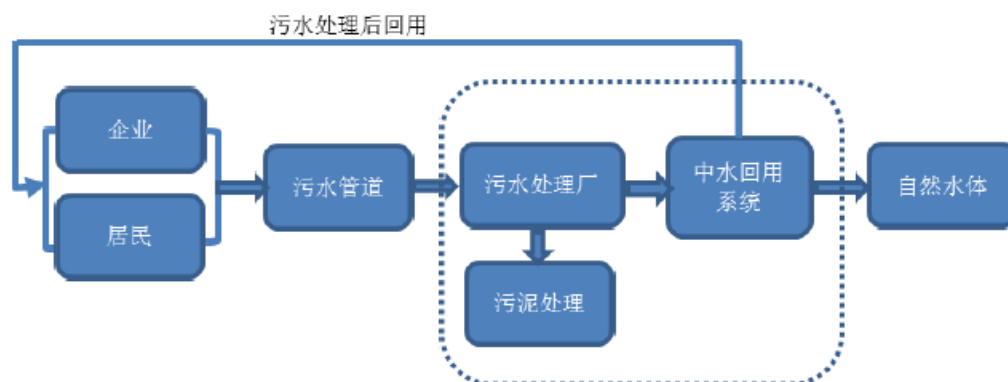 污水处理后回用
企业
居民
污水管道
污水处理厂
污泥处理
中水回用
系统
自然水体